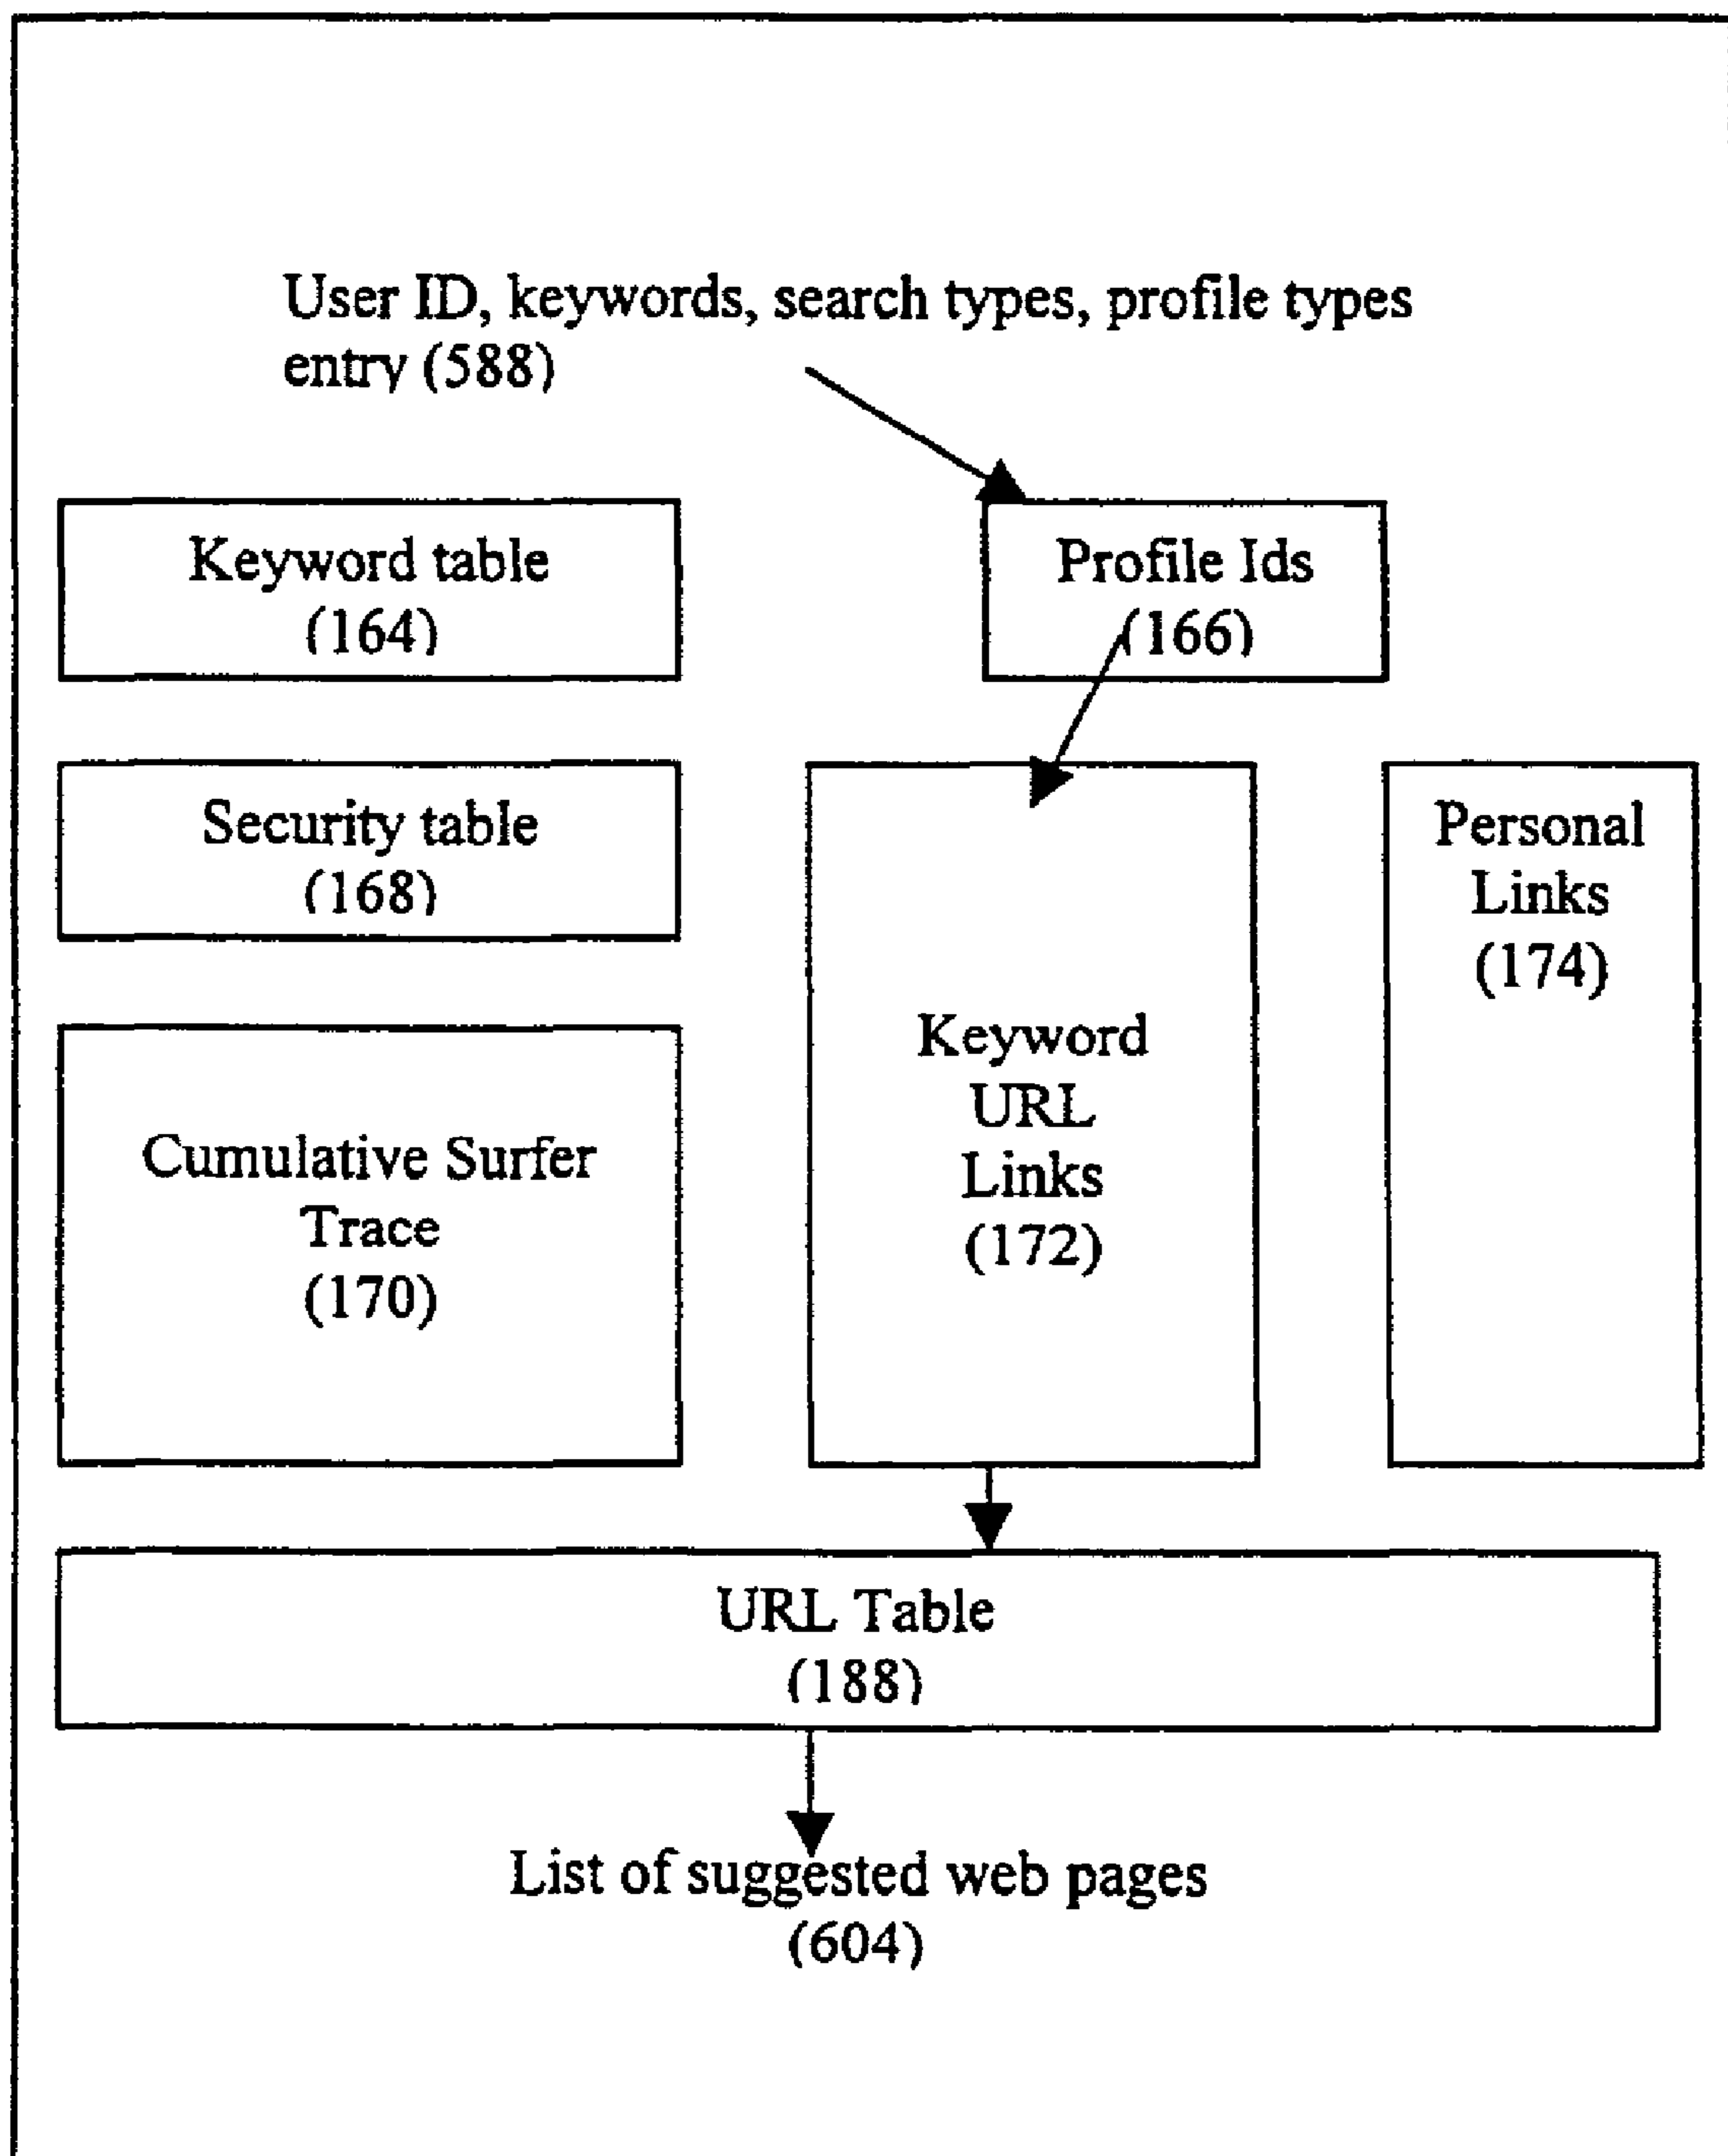 User ID, keywords, search types, profile types
entry (588)
Keyword table
(164)
Profile Ids
(166)
Security table
(168)
Personal
Links
(174)
Keyword
URL
Links
(172)
Cumulative Surfer
Trace
(170)
URL Table
(188)
List of suggested web pages
(604)